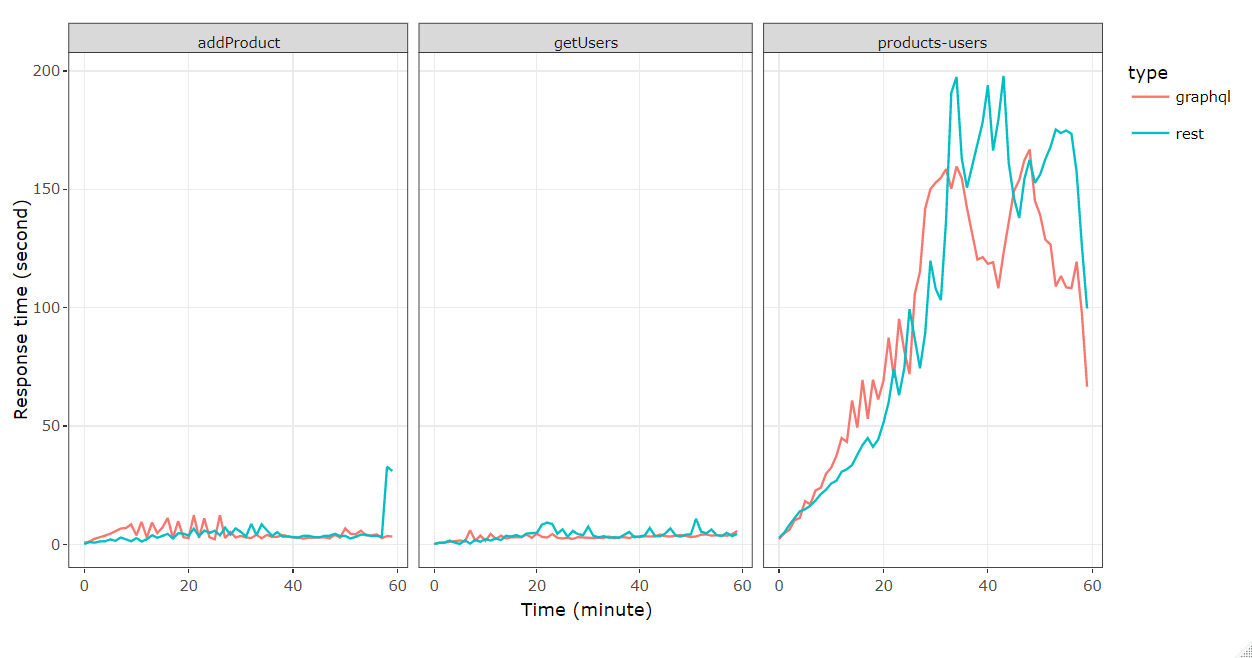 addProduct getUsers products-users
type
graphql
rest
200
150
100
50
0
Response time (second)
0 20 40 60 0 20 40 60 0 20 40 60
Time (minute)